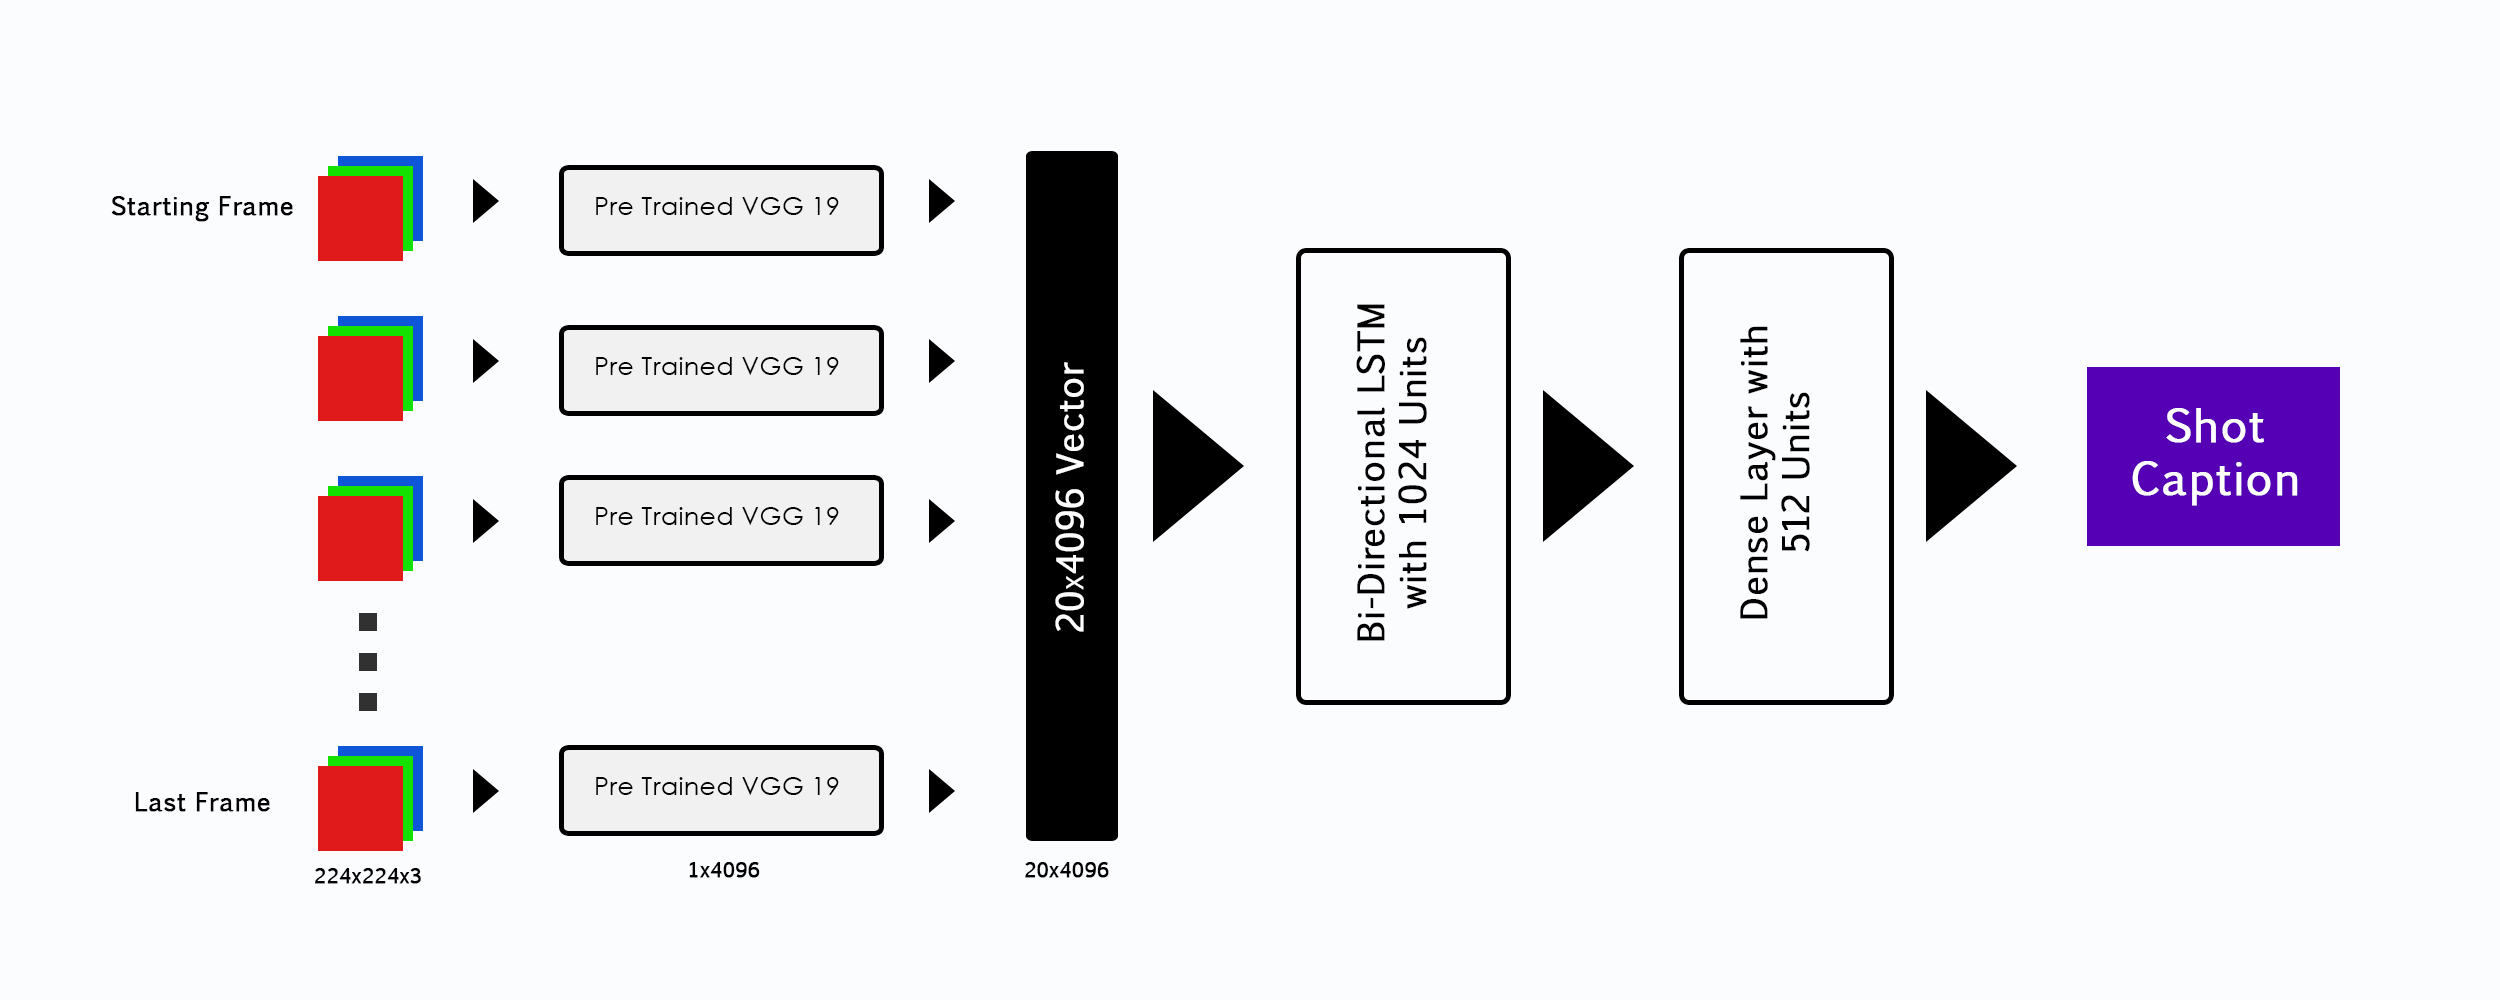 Starting Frame
Pre Trained VGG 19
Pre Trained VGG 19
Pre Trained VGG 19
Last Frame
Pre Trained VGG 19
224x224x3
1x4096
20x4096 Vector
20x4096
Bi-Directional LSTM
with 1024 Units
Dense Layer with
512 Units
Shot
Caption